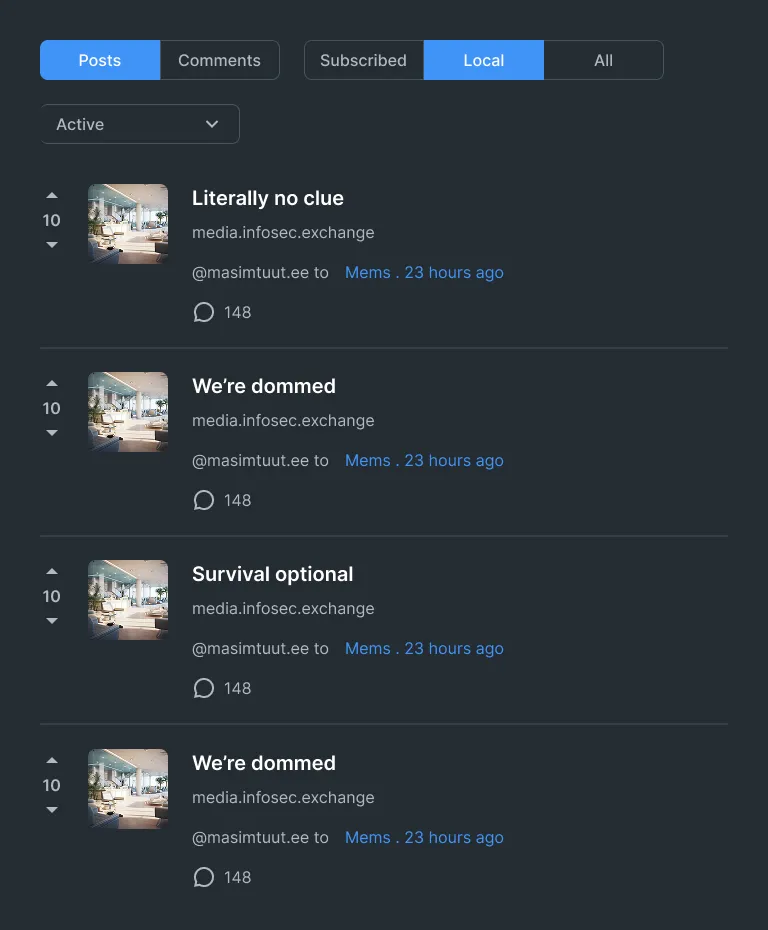 Posts Comments Subscribed Local All
Active
Literally no clue
10
media.infosec.exchange
@masimtuut.ee to Mems . 23 hours ago
148
We’re dommed
10
media.infosec.exchange
@masimtuut.ee to Mems . 23 hours ago
148
Survival optional
10
media.infosec.exchange
@masimtuut.ee to Mems . 23 hours ago
148
We’re dommed
10
media.infosec.exchange
@masimtuut.ee to Mems . 23 hours ago
148